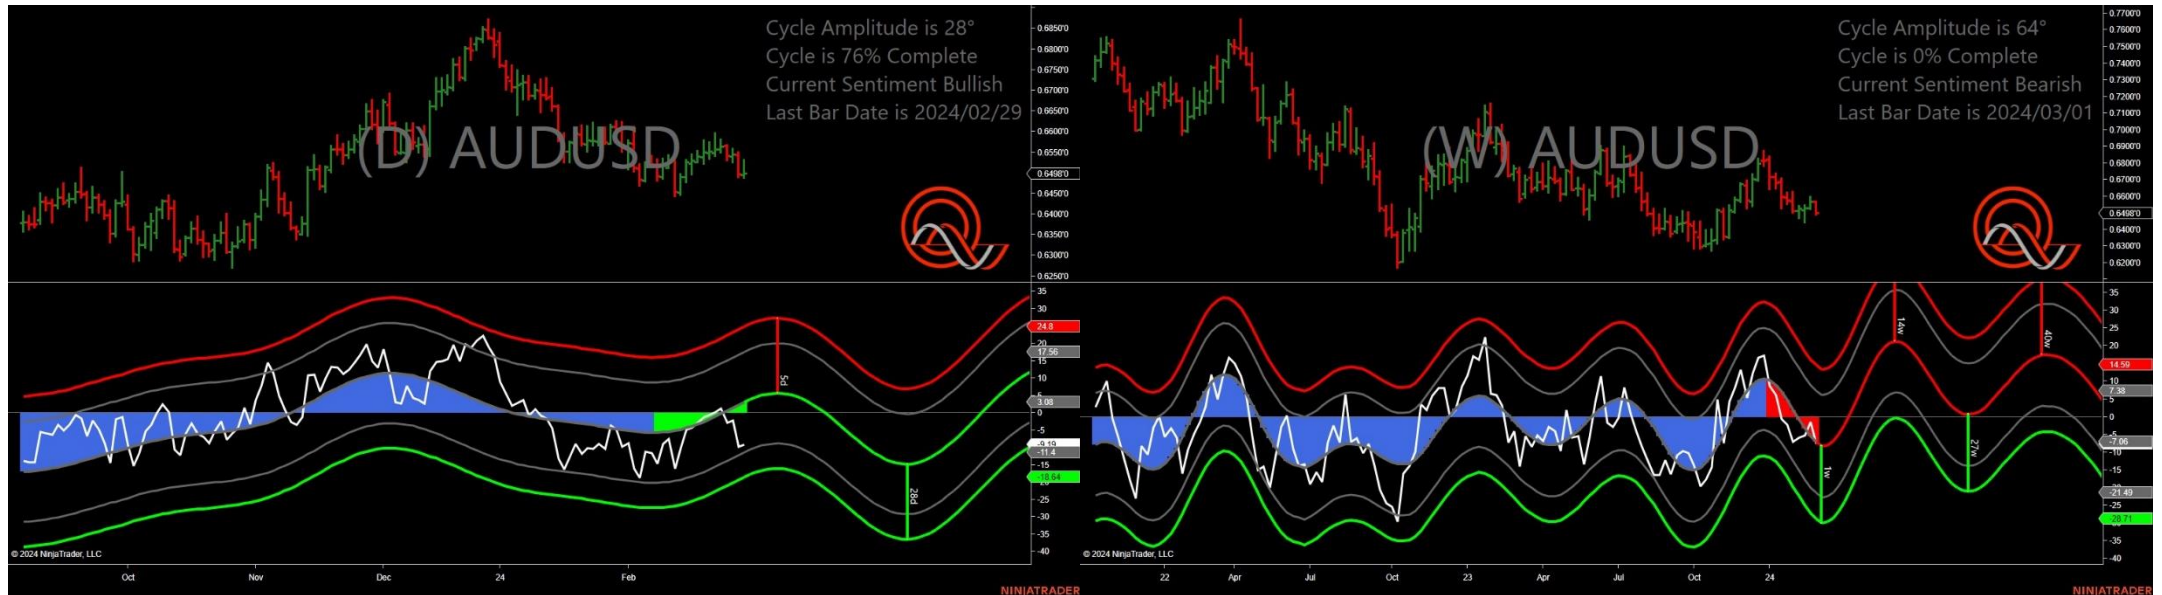 Cycle Amplitude is 28°
Cycle is 76% Complete
Current Sentiment Bullish
Last Bar Date is 2024/02/29
(D) AUDUSD
0.6850'0
0.6750'0
0.6700'0
0.6650'0
0.6600'0
0.6550'0
0.6498'0
0.6450'0
0.6400'0
0.6350'0
0.6300'0
0.6250'0
35
30
24.8
17.56
15
10
5
3.08
0
-5
-9.19
-11.4
-15
-18.64
-25
-30
-35
-40
5d
28d
© 2024 NinjaTrader, LLC
Oct
Nov
Dec
24
Feb
NINJATRADER
Cycle Amplitude is 64°
Cycle is 0% Complete
Current Sentiment Bearish
Last Bar Date is 2024/03/01
(W) AUDUSD
0.7700'0
0.7600'0
0.7500'0
0.7400'0
0.7300'0
0.7200'0
0.7100'0
0.7000'0
0.6900'0
0.6800'0
0.6700'0
0.6600'0
0.6498'0
0.6400'0
0.6300'0
0.6200'0
35
30
25
20
14.59
10
7.38
5
0
-5
-7.06
-10
-15
-21.49
-25
-28.71
-35
-40
14w
40w
1w
27w
© 2024 NinjaTrader, LLC
22
Apr
Jul
Oct
23
Apr
Jul
Oct
24
NINJATRADER